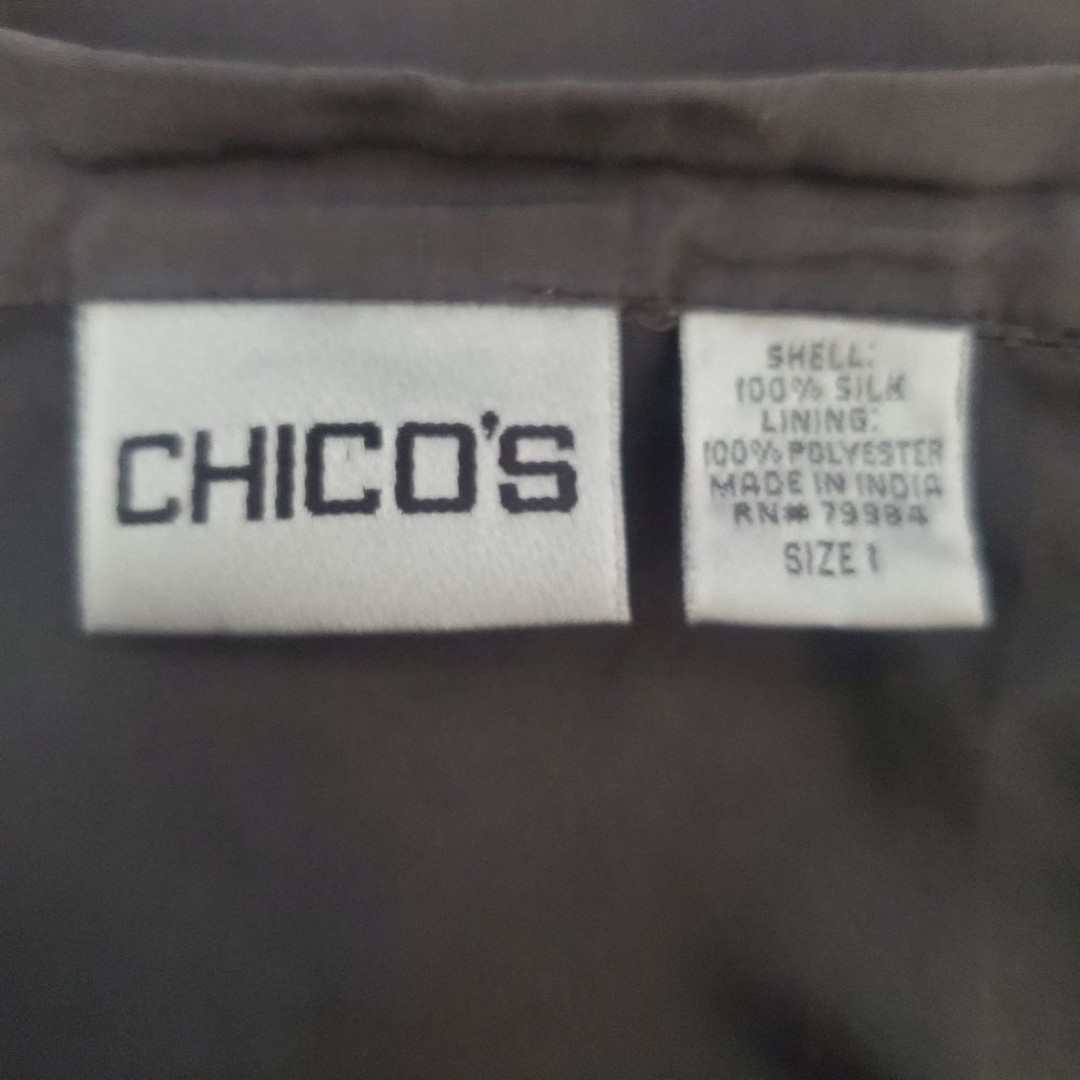 CHICO'S
SHELL:
100% SILK
LINING:
100% POLYESTER
MADE IN INDIA
RN# 79984
SIZE 1